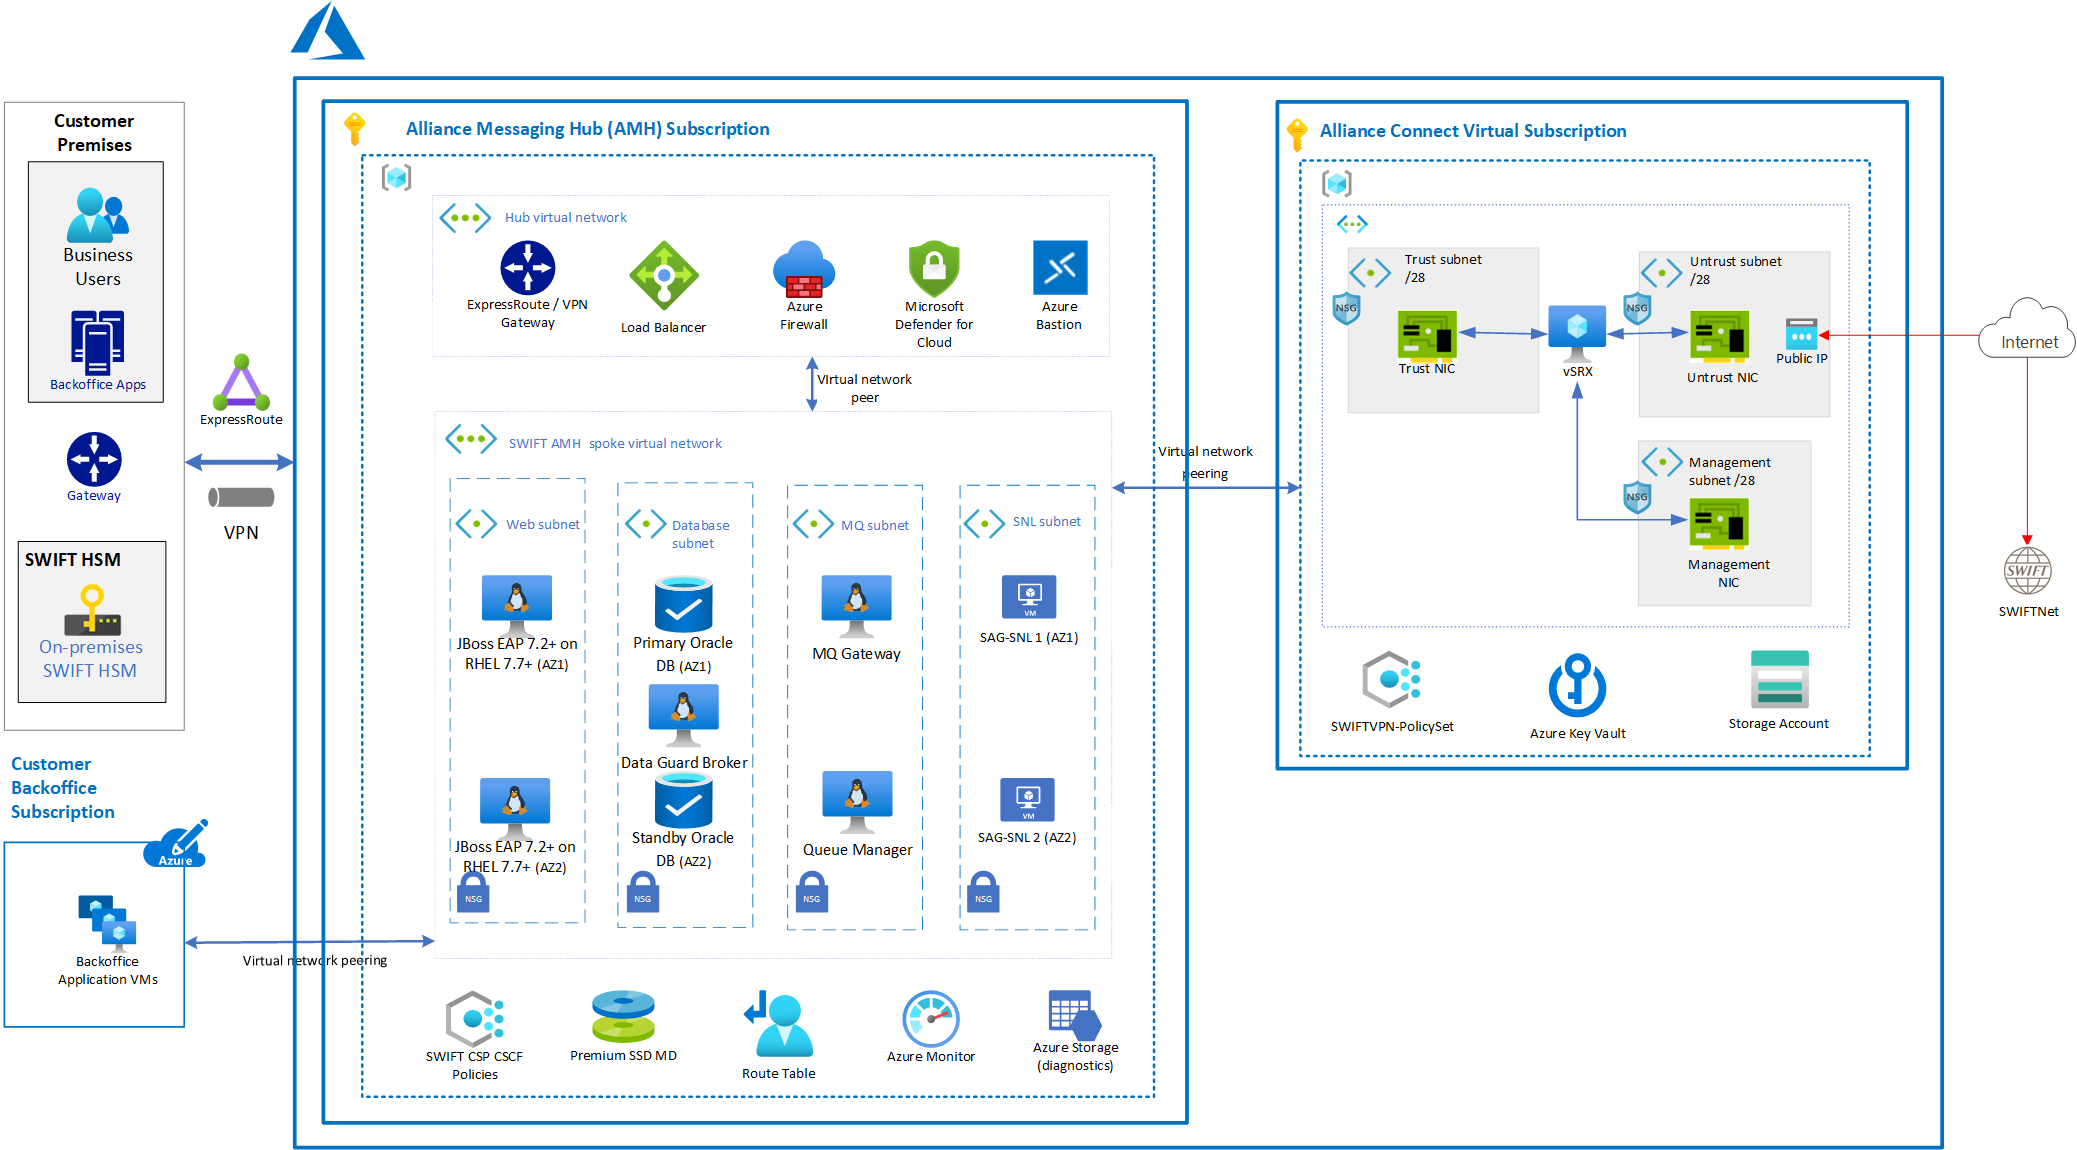 Customer
Premises
Business
Users
Backoffice Apps
Gateway
SWIFT HSM
On-premises
SWIFT HSM
Customer
Backoffice
Subscription
Azure
Backoffice
Application VMs
ExpressRoute
VPN
Virtual network peering
Alliance Messaging Hub (AMH) Subscription
Hub virtual network
ExpressRoute / VPN
Gateway
Load Balancer
Azure
Firewall
Microsoft
Defender for
Cloud
Azure
Bastion
VIrtual network
peer
SWIFT AMH  spoke virtual network
Web subnet
JBoss EAP 7.2+ on
RHEL 7.7+ (AZ1)
JBoss EAP 7.2+ on
RHEL 7.7+ (AZ2)
NSG
Database
subnet
Primary Oracle
DB (AZ1)
Data Guard Broker
Standby Oracle
DB (AZ2)
NSG
MQ subnet
MQ Gateway
Queue Manager
NSG
SNL subnet
VM
SAG-SNL 1 (AZ1)
VM
SAG-SNL 2 (AZ2)
NSG
SWIFT CSP CSCF
Policies
Premium SSD MD
Route Table
Azure Monitor
Azure Storage
(diagnostics)
Virtual network
peering
Alliance Connect Virtual Subscription
Trust subnet
/28
NSG
Trust NIC
vSRX
Untrust subnet
/28
NSG
Untrust NIC
Public IP
Management
subnet /28
NSG
Management
NIC
SWIFTVPN-PolicySet
Azure Key Vault
Storage Account
Internet
SWIFT
SWIFTNet